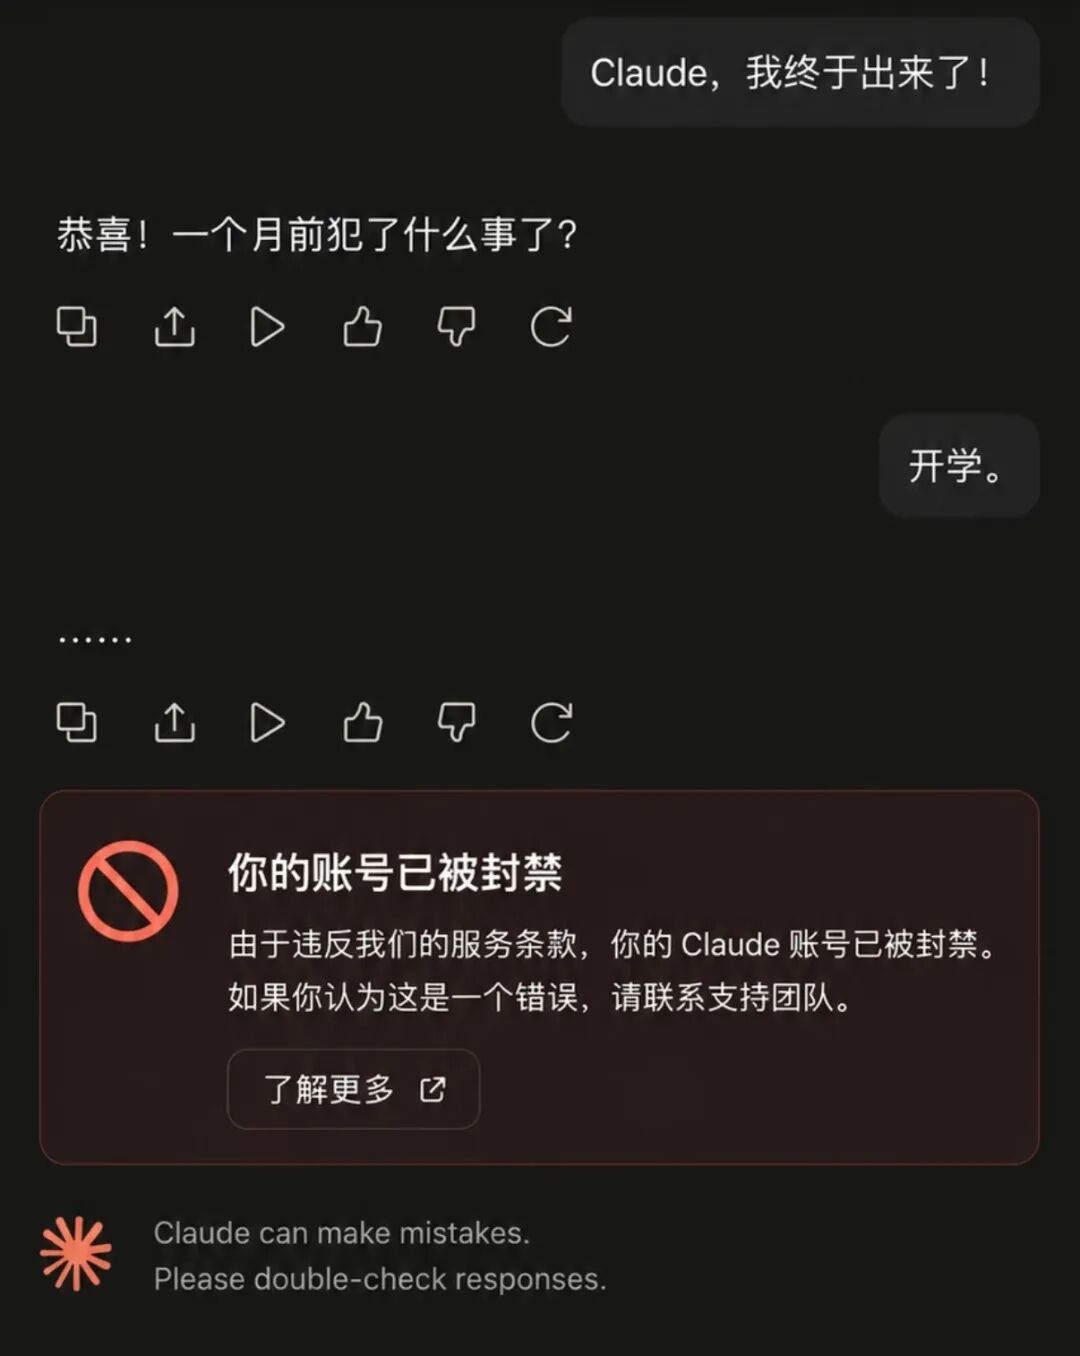 Claude，我终于出来了！
恭喜！一个月前犯了什么事了？
开学。
……
你的账号已被封禁
由于违反我们的服务条款，你的 Claude 账号已被封禁。
如果你认为这是一个错误，请联系支持团队。
了解更多
Claude can make mistakes.
Please double-check responses.